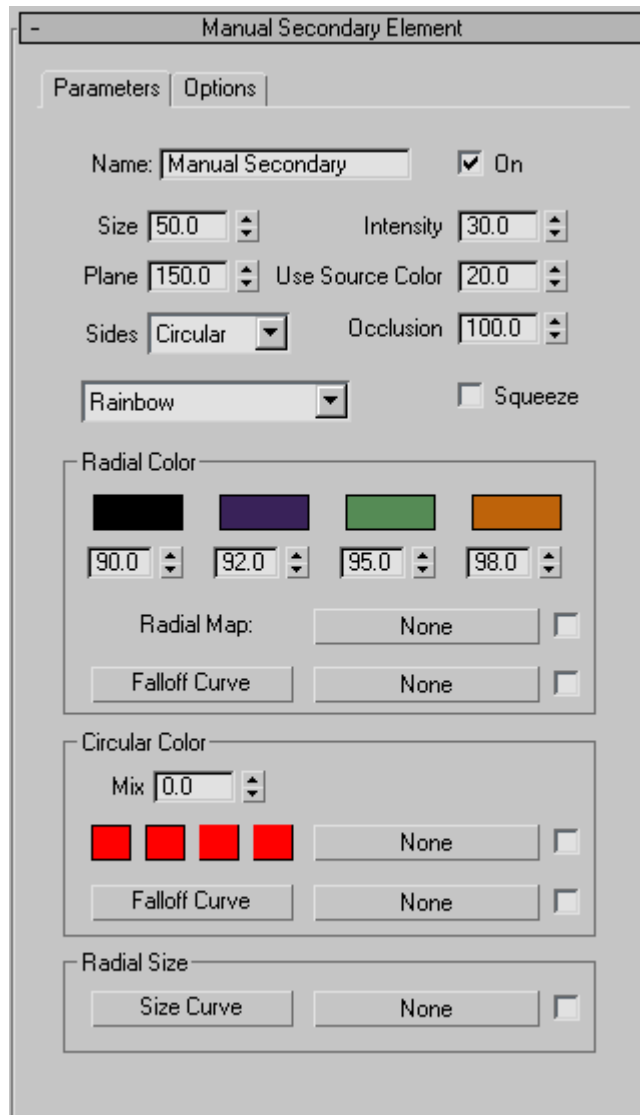 - Manual Secondary Element
Parameters Options
Name: Manual Secondary On
Size 50.0 Intensity 30.0
Plane 150.0 Use Source Color 20.0
Sides Circular Occlusion 100.0
Rainbow Squeeze
Radial Color
90.0 92.0 95.0 98.0
Radial Map: None
Falloff Curve None
Circular Color
Mix 0.0
None
Falloff Curve None
Radial Size
Size Curve None